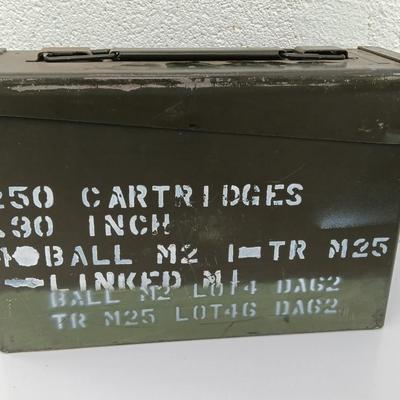 250 CARTRIDGES
.30 INCH
BALL M2 1 TR M25
LINKED M1
BALL M2 LOT4 DA62
TR M25 LOT46 DA62